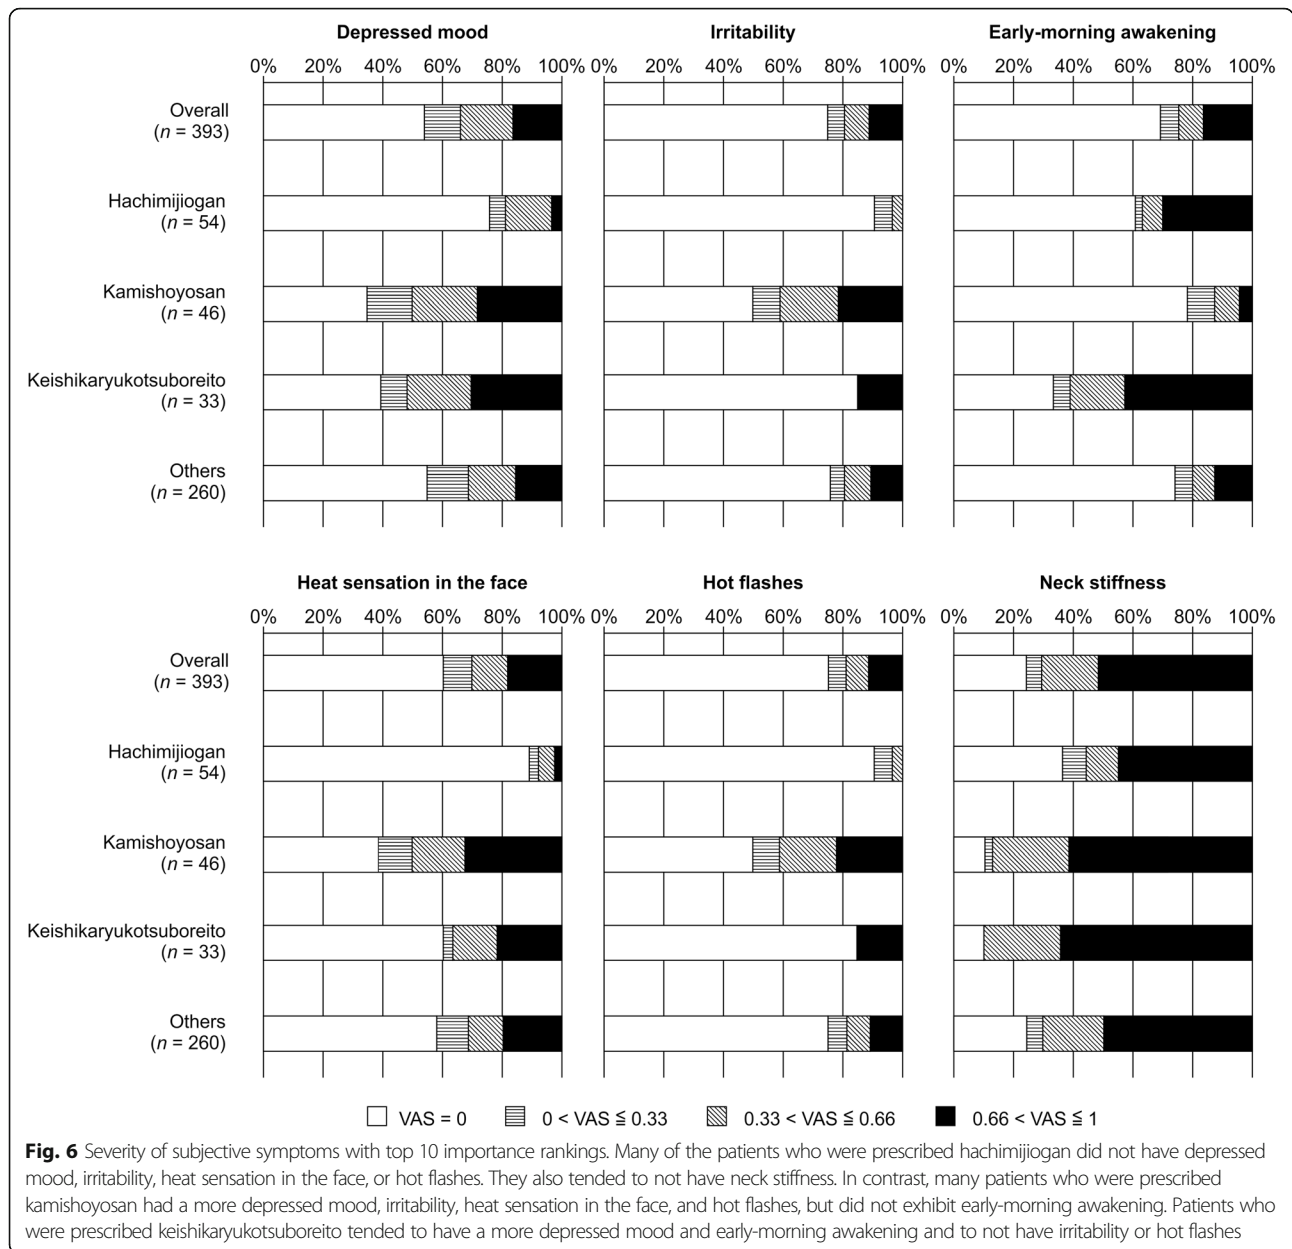 Depressed mood
Irritability
Early-morning awakening
0% 20% 40% 60% 80% 100%
0% 20% 40% 60% 80% 100%
0% 20% 40% 60% 80% 100%
Overall
(n = 393)
Hachimijiogan
(n = 54)
Kamishoyosan
(n = 46)
Keishikaryukotsuboreito
(n = 33)
Others
(n = 260)
Heat sensation in the face
Hot flashes
Neck stiffness
0% 20% 40% 60% 80% 100%
0% 20% 40% 60% 80% 100%
0% 20% 40% 60% 80% 100%
Overall
(n = 393)
Hachimijiogan
(n = 54)
Kamishoyosan
(n = 46)
Keishikaryukotsuboreito
(n = 33)
Others
(n = 260)
VAS = 0
0 < VAS ≦ 0.33
0.33 < VAS ≦ 0.66
0.66 < VAS ≦ 1
Fig. 6 Severity of subjective symptoms with top 10 importance rankings. Many of the patients who were prescribed hachimijiogan did not have depressed
mood, irritability, heat sensation in the face, or hot flashes. They also tended to not have neck stiffness. In contrast, many patients who were prescribed
kamishoyosan had a more depressed mood, irritability, heat sensation in the face, and hot flashes, but did not exhibit early-morning awakening. Patients who
were prescribed keishikaryukotsuboreito tended to have a more depressed mood and early-morning awakening and to not have irritability or hot flashes